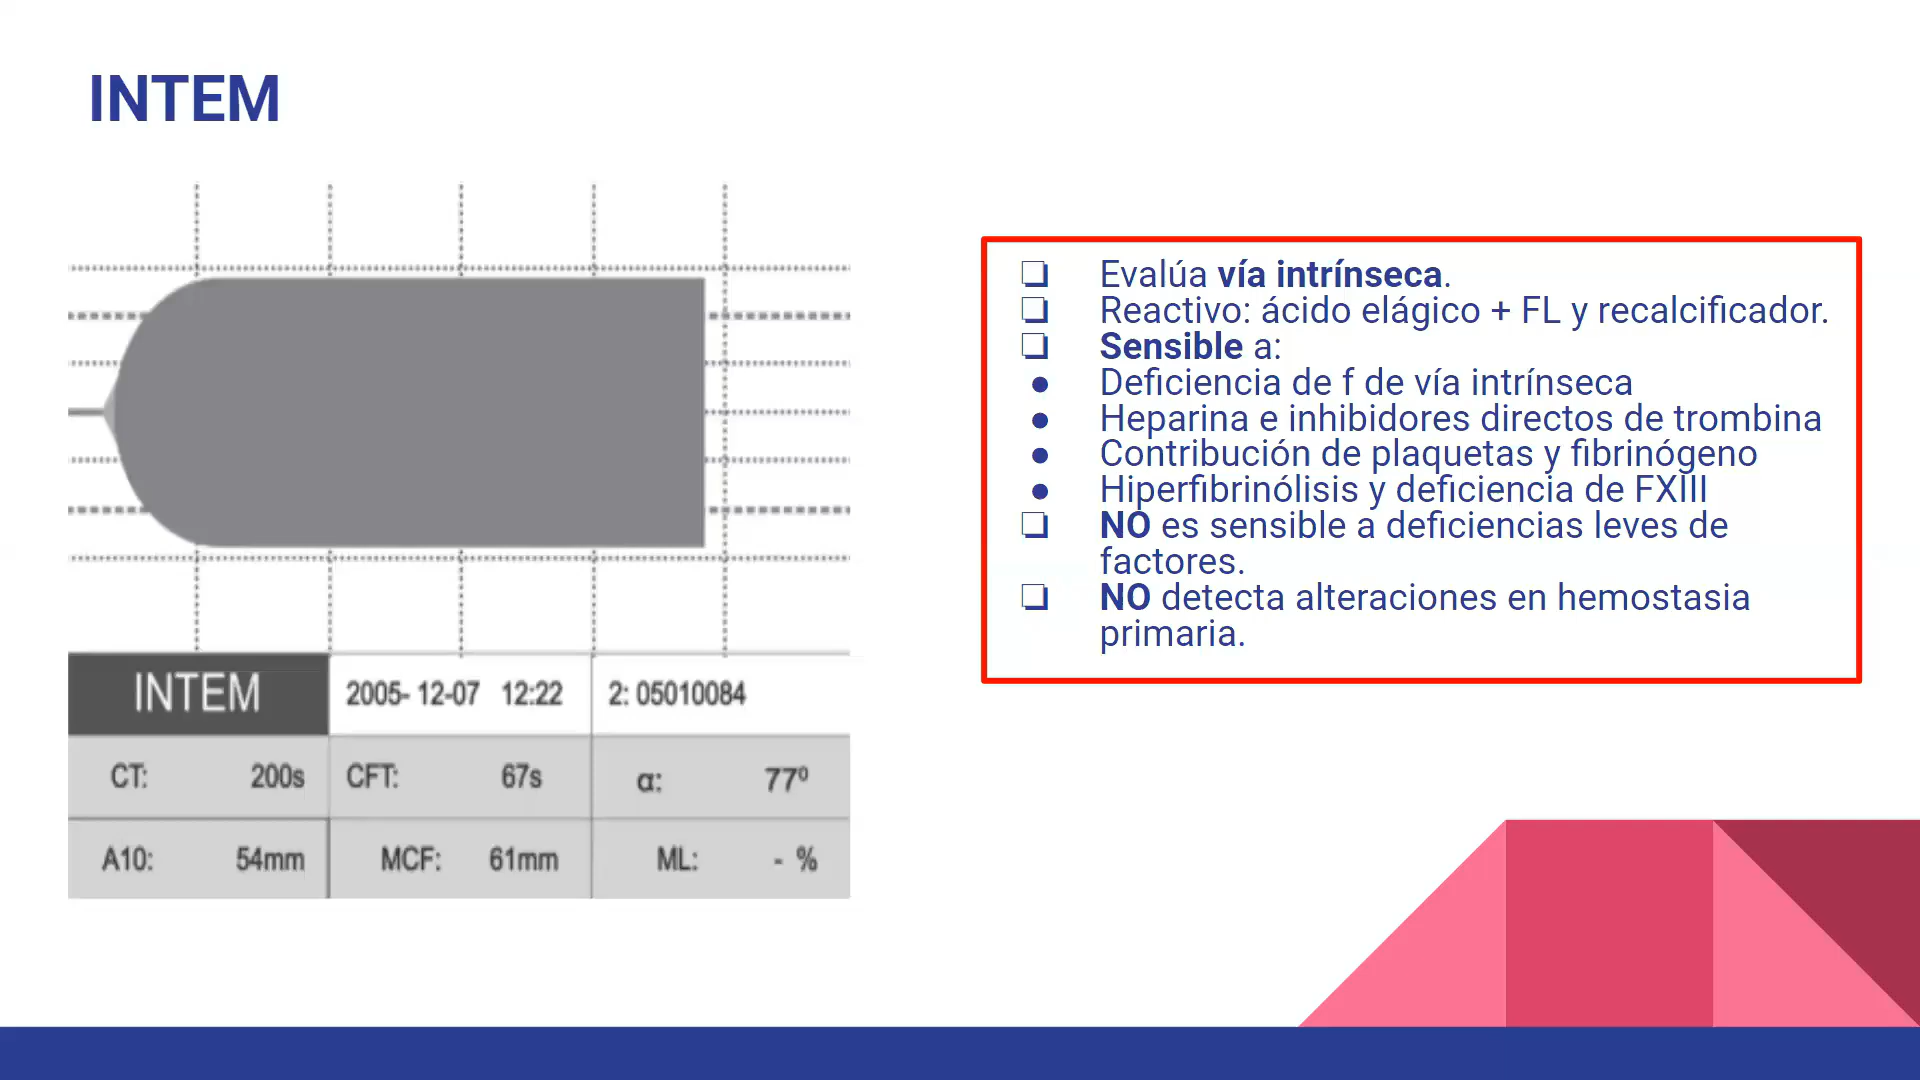 INTEM
❏ Evalúa vía intrínseca.
❏ Reactivo: ácido elágico + FL y recalcificador.
❏ Sensible a:
● Deficiencia de f de vía intrínseca
● Heparina e inhibidores directos de trombina
● Contribución de plaquetas y fibrinógeno
● Hiperfibrinólisis y deficiencia de FXIII
❏ NO es sensible a deficiencias leves de
factores.
❏ NO detecta alteraciones en hemostasia
primaria.
INTEM 2005- 12-07 12:22 2: 05010084
CT: 200s CFT: 67s α: 77º
A10: 54mm MCF: 61mm ML: - %